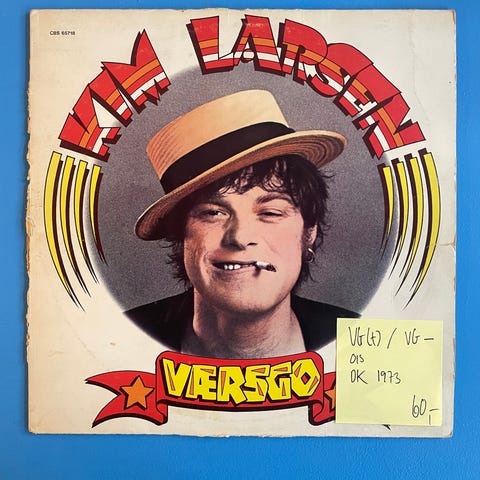 CBS 65718
KIM LARSEN
VÆRSGO
VG(+) / VG-
OIS
DK 1973
60,-